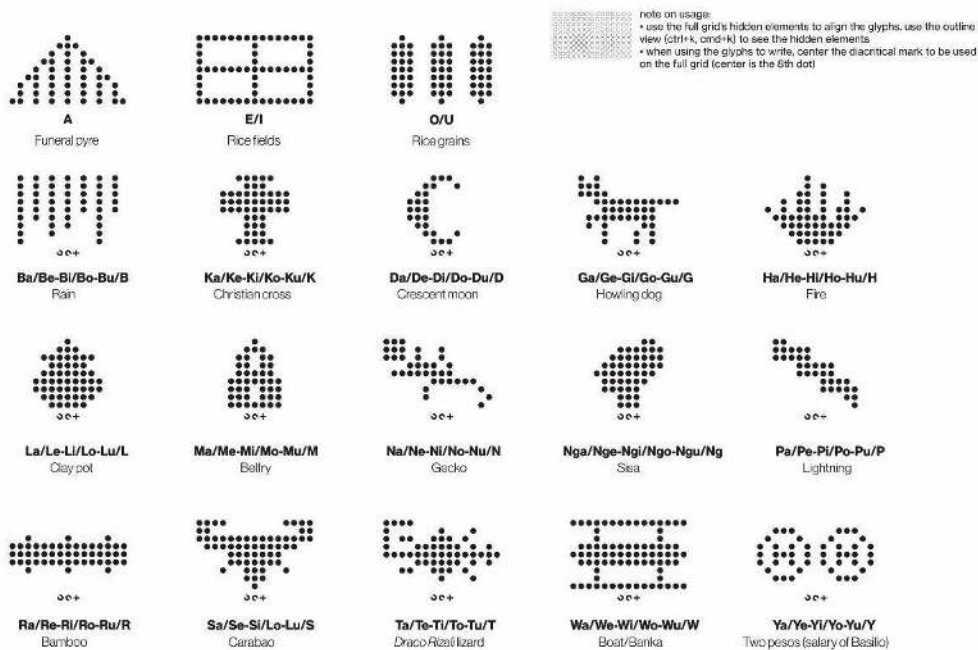 note on usage:
• use the full grid's hidden elements to align the glyphs. use the outline
view (ctrl+k, cmd+k) to see the hidden elements
• when using the glyphs to write, center the diacritical mark to be used
on the full grid (center is the 8th dot)
A
E/I
O/U
Funeral pyre
Rice fields
Rice grains
Ba/Be-Bi/Bo-Bu/B
Ka/Ke-Ki/Ko-Ku/K
Da/De-Di/Do-Du/D
Ga/Ge-Gi/Go-Gu/G
Ha/He-Hi/Ho-Hu/H
Rain
Christian cross
Crescent moon
Howling dog
Fire
La/Le-Li/Lo-Lu/L
Ma/Me-Mi/Mo-Mu/M
Na/Ne-Ni/No-Nu/N
Nga/Nge-Ngi/Ngo-Ngu/Ng
Pa/Pe-Pi/Po-Pu/P
Clay pot
Belfry
Gecko
Sisa
Lightning
Ra/Re-Ri/Ro-Ru/R
Sa/Se-Si/Lo-Lu/S
Ta/Te-Ti/To-Tu/T
Wa/We-Wi/Wo-Wu/W
Ya/Ye-Yi/Yo-Yu/Y
Bamboo
Carabao
Draco Rizali lizard
Boat/Banka
Two pesos (salary of Basilio)